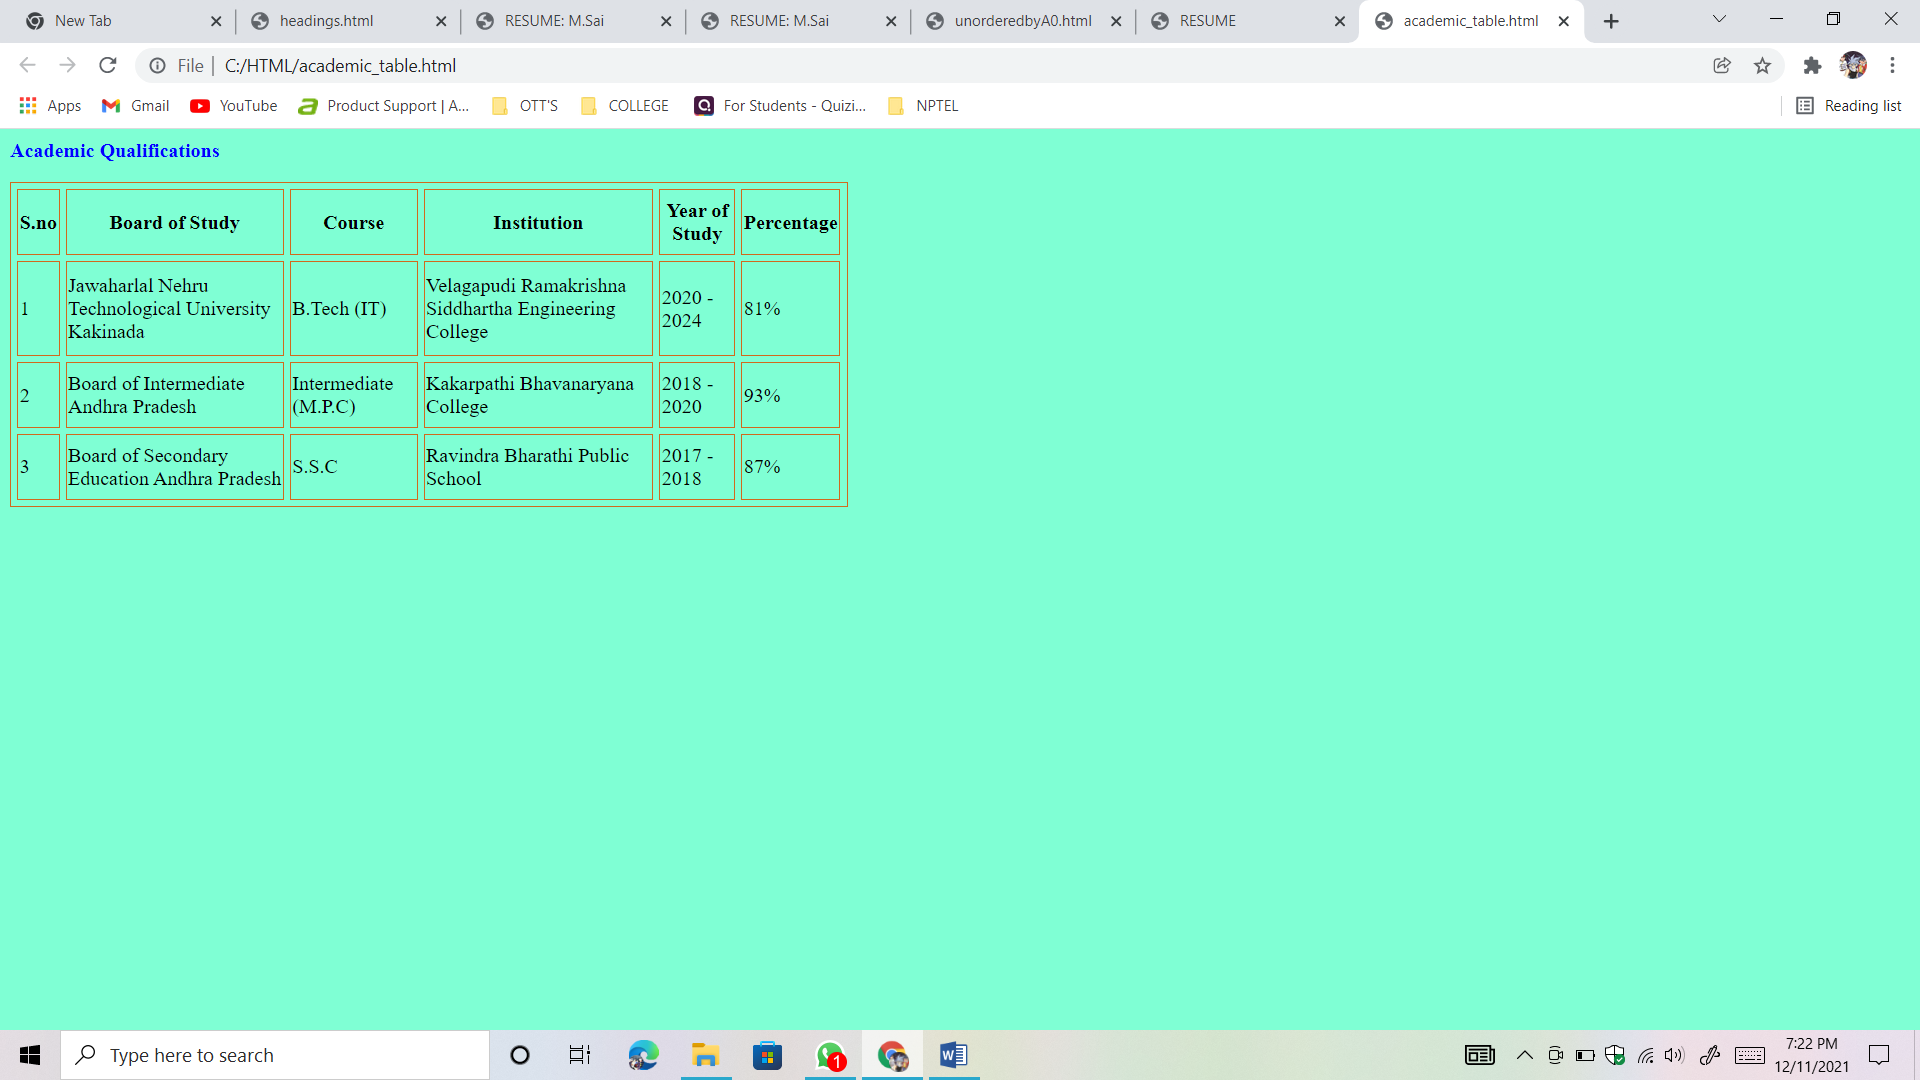 New Tab
headings.html
RESUME: M.Sai
RESUME: M.Sai
unorderedbyA0.html
RESUME
academic_table.html
File | C:/HTML/academic_table.html
Apps
Gmail
YouTube
Product Support | A...
OTT'S
COLLEGE
For Students - Quizi...
NPTEL
Reading list
Academic Qualifications
S.no
Board of Study
Course
Institution
Year of
Study
Percentage
1
Jawaharlal Nehru
Technological University
Kakinada
B.Tech (IT)
Velagapudi Ramakrishna
Siddhartha Engineering
College
2020 -
2024
81%
2
Board of Intermediate
Andhra Pradesh
Intermediate
(M.P.C)
Kakarpathi Bhavanaryana
College
2018 -
2020
93%
3
Board of Secondary
Education Andhra Pradesh
S.S.C
Ravindra Bharathi Public
School
2017 -
2018
87%
Type here to search
1
W
7:22 PM
12/11/2021